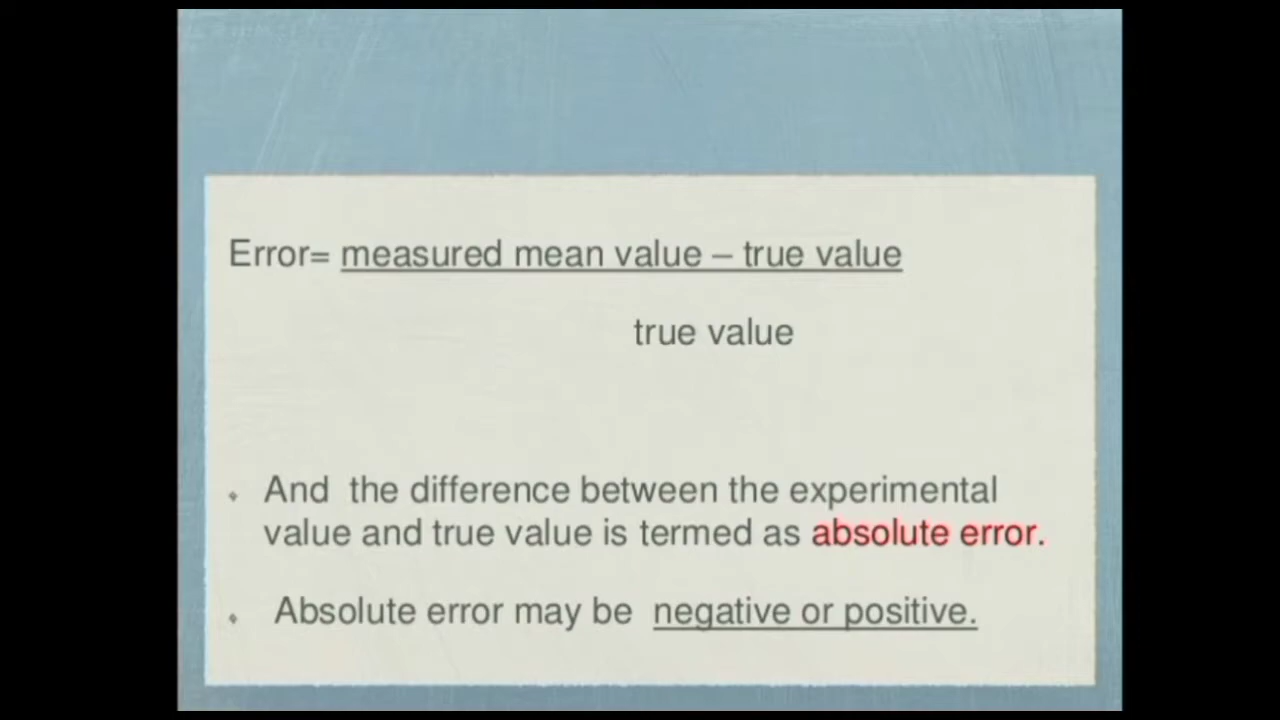 Error= measured mean value – true value
true value
And the difference between the experimental
value and true value is termed as absolute error.
Absolute error may be negative or positive.